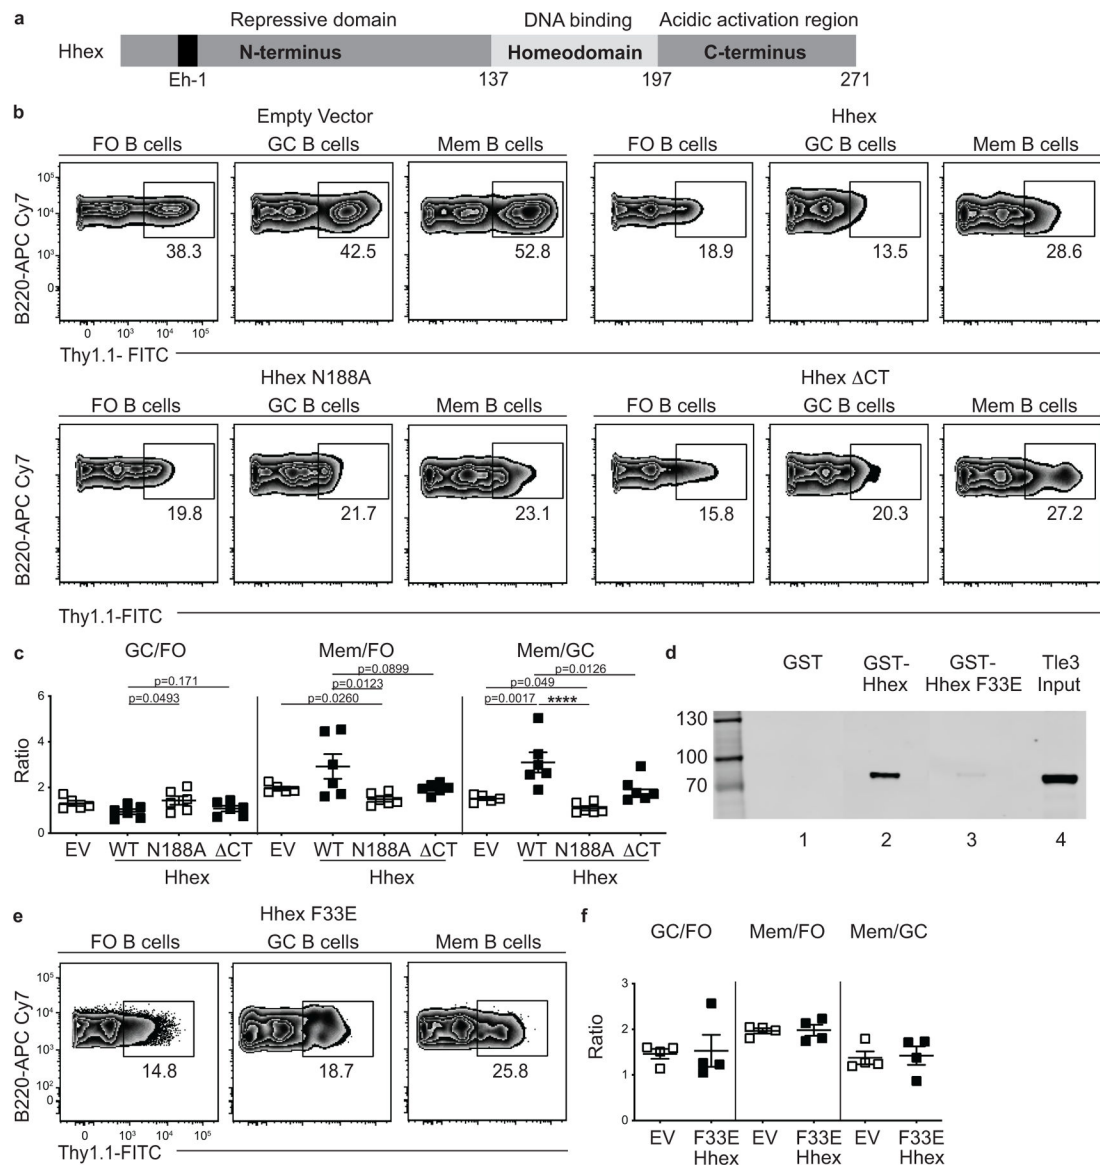 a
Repressive domain DNA binding Acidic activation region
Hhex N-terminus Homeodomain C-terminus
Eh-1 137 197 271
b
Empty Vector Hhex
FO B cells GC B cells Mem B cells FO B cells GC B cells Mem B cells
B220-APC Cy7
10⁵
10⁴
10³
0
38.3 42.5 52.8 18.9 13.5 28.6
0 10³ 10⁴ 10⁵
Thy1.1- FITC
Hhex N188A Hhex ΔCT
FO B cells GC B cells Mem B cells FO B cells GC B cells Mem B cells
B220-APC Cy7
19.8 21.7 23.1 15.8 20.3 27.2
Thy1.1-FITC
c
GC/FO Mem/FO Mem/GC
p=0.171
p=0.0493
p=0.0899
p=0.0123
p=0.0260
p=0.0126
p=0.049
p=0.0017 ****
Ratio
6
4
2
0
EV WT N188A ΔCT WT N188A ΔCT EV WT N188A ΔCT
Hhex Hhex Hhex
d
GST GST-Hhex GST-Hhex F33E Tle3 Input
130
100
70
1 2 3 4
e
Hhex F33E
FO B cells GC B cells Mem B cells
B220-APC Cy7
10⁵
10⁴
10³
10²
0
14.8 18.7 25.8
0 10³ 10⁴ 10⁵
Thy1.1-FITC
f
GC/FO Mem/FO Mem/GC
Ratio
3
2
1
0
EV F33E Hhex EV F33E Hhex EV F33E Hhex